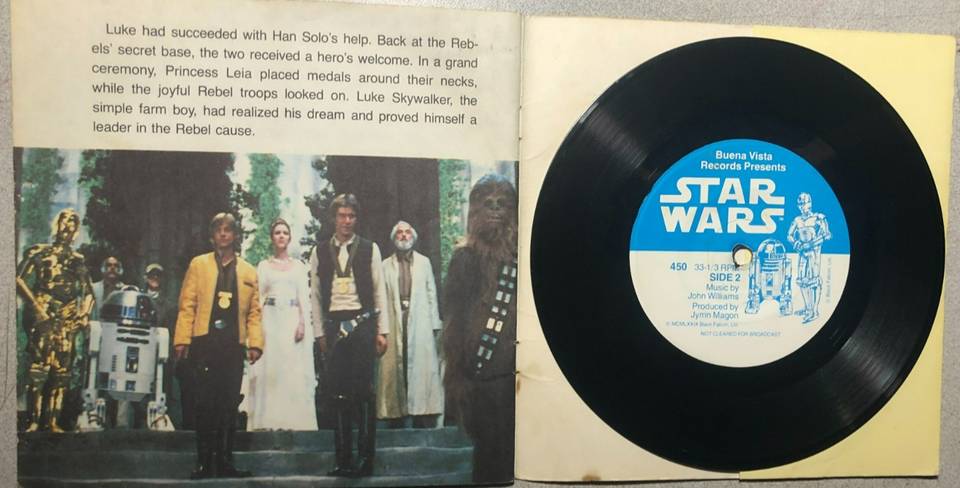 Luke had succeeded with Han Solo's help. Back at the Reb-
els' secret base, the two received a hero's welcome. In a grand
ceremony, Princess Leia placed medals around their necks,
while the joyful Rebel troops looked on. Luke Skywalker, the
simple farm boy, had realized his dream and proved himself a
leader in the Rebel cause.
Buena Vista
Records Presents
STAR
WARS
450 33-1/3 RPM
SIDE 2
Music by
John Williams
Produced by
Jymn Magon
© MCMLXXIX Black Falcon, Ltd.
NOT CLEARED FOR BROADCAST